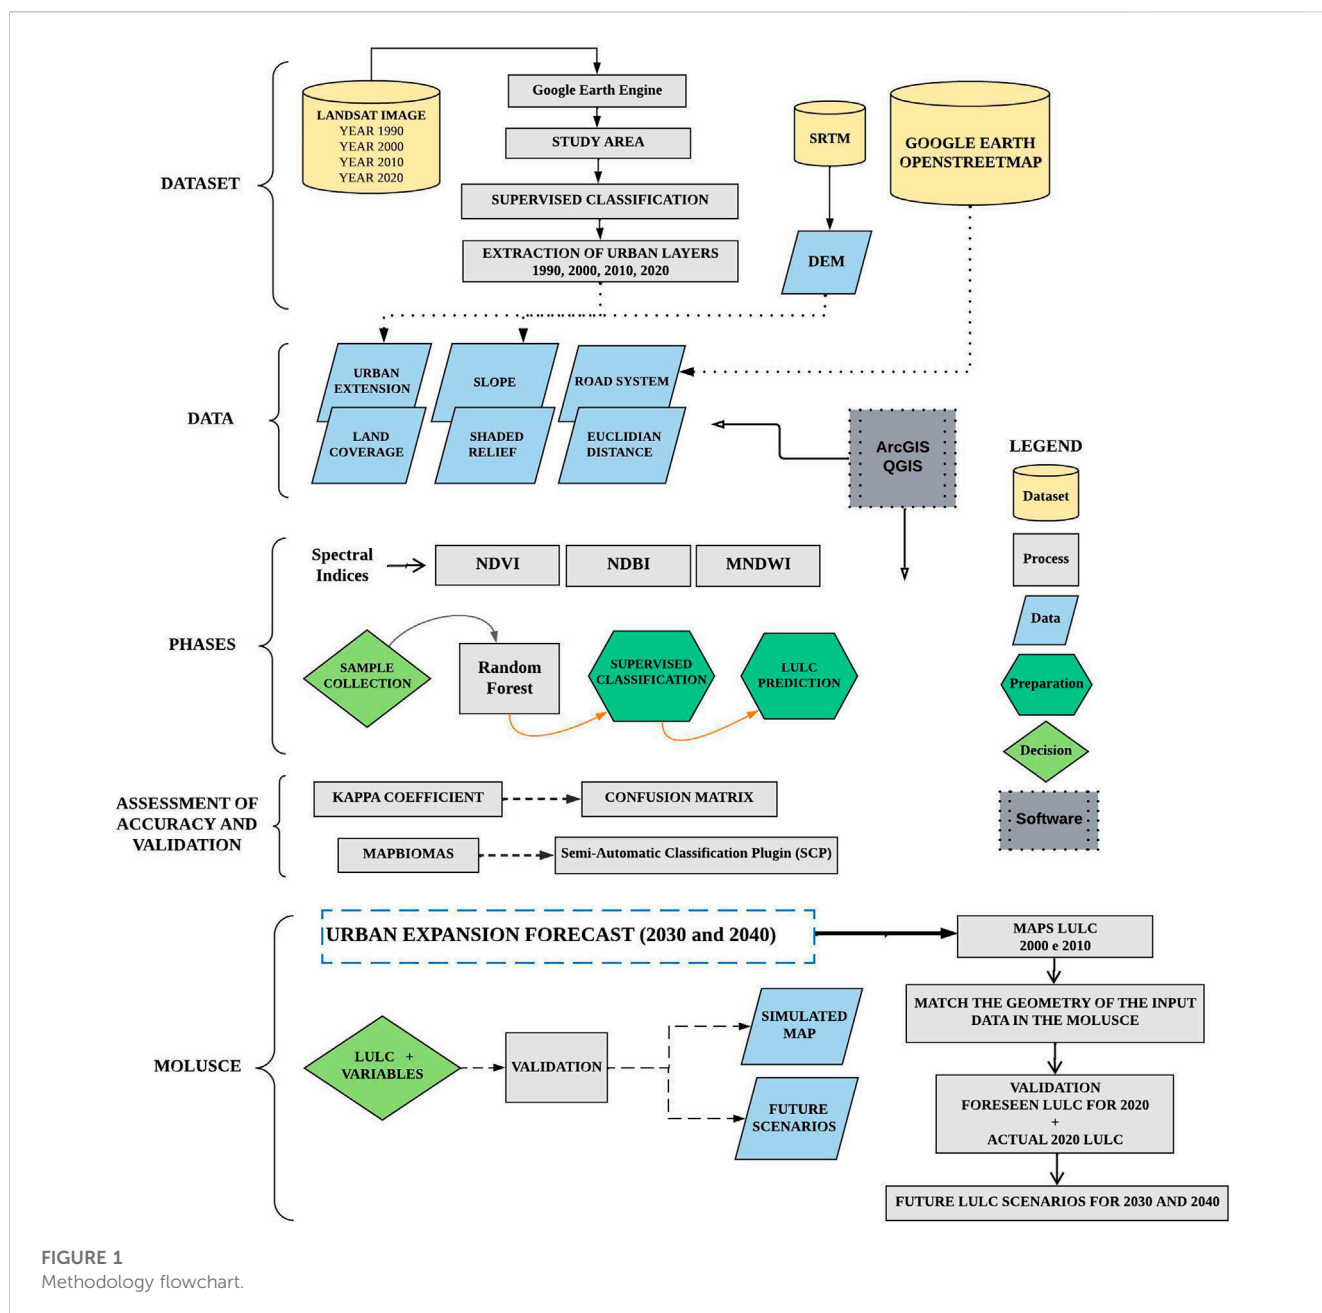 DATASET
LANDSAT IMAGE
YEAR 1990
YEAR 2000
YEAR 2010
YEAR 2020
Google Earth Engine
STUDY AREA
SUPERVISED CLASSIFICATION
EXTRACTION OF URBAN LAYERS
1990, 2000, 2010, 2020
SRTM
DEM
GOOGLE EARTH
OPENSTREETMAP
DATA
URBAN
EXTENSION
SLOPE
ROAD SYSTEM
LAND
COVERAGE
SHADED
RELIEF
EUCLIDIAN
DISTANCE
ArcGIS
QGIS
LEGEND
Dataset
Process
Data
Preparation
Decision
Software
PHASES
Spectral
Indices
NDVI
NDBI
MNDWI
SAMPLE
COLLECTION
Random
Forest
SUPERVISED
CLASSIFICATION
LULC
PREDICTION
ASSESSMENT OF
ACCURACY AND
VALIDATION
KAPPA COEFFICIENT
CONFUSION MATRIX
MAPBIOMAS
Semi-Automatic Classification Plugin (SCP)
MOLUSCE
URBAN EXPANSION FORECAST (2030 and 2040)
LULC +
VARIABLES
VALIDATION
SIMULATED
MAP
FUTURE
SCENARIOS
MAPS LULC
2000 e 2010
MATCH THE GEOMETRY OF THE INPUT
DATA IN THE MOLUSCE
VALIDATION
FORESEEN LULC FOR 2020
+
ACTUAL 2020 LULC
FUTURE LULC SCENARIOS FOR 2030 AND 2040
FIGURE 1
Methodology flowchart.